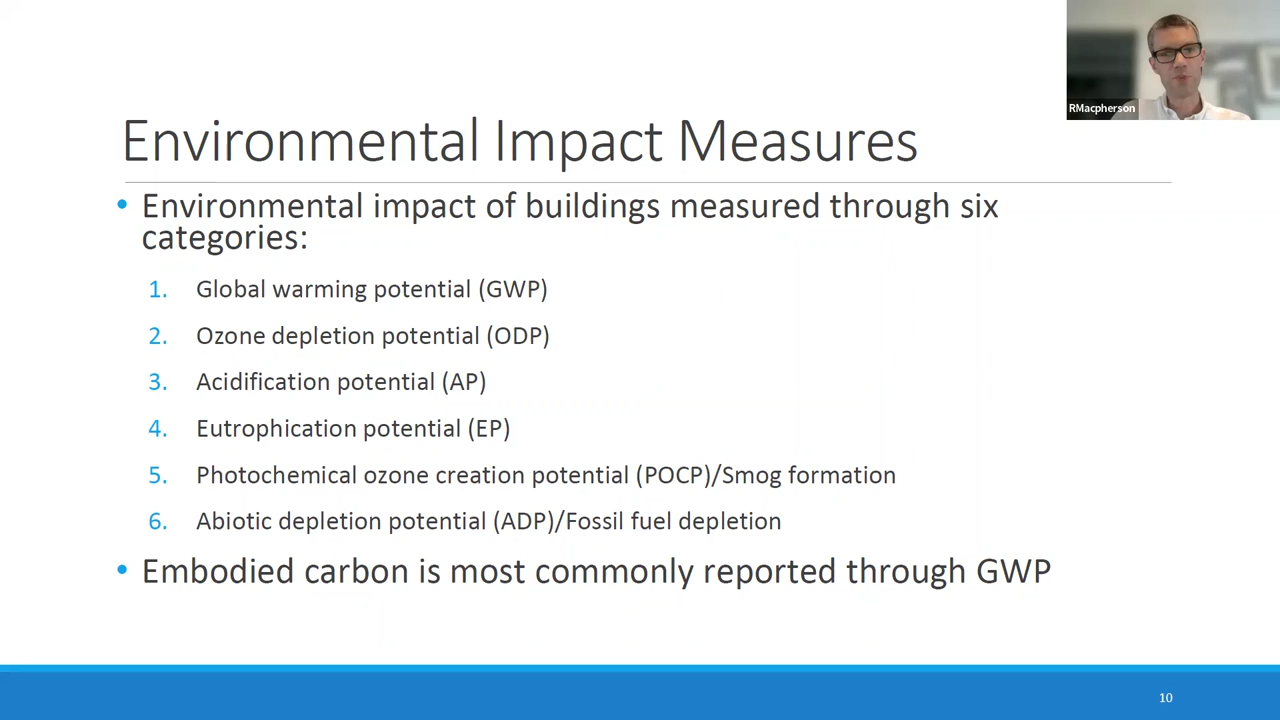 RMacpherson
Environmental Impact Measures
• Environmental impact of buildings measured through six
categories:
1. Global warming potential (GWP)
2. Ozone depletion potential (ODP)
3. Acidification potential (AP)
4. Eutrophication potential (EP)
5. Photochemical ozone creation potential (POCP)/Smog formation
6. Abiotic depletion potential (ADP)/Fossil fuel depletion
• Embodied carbon is most commonly reported through GWP
10